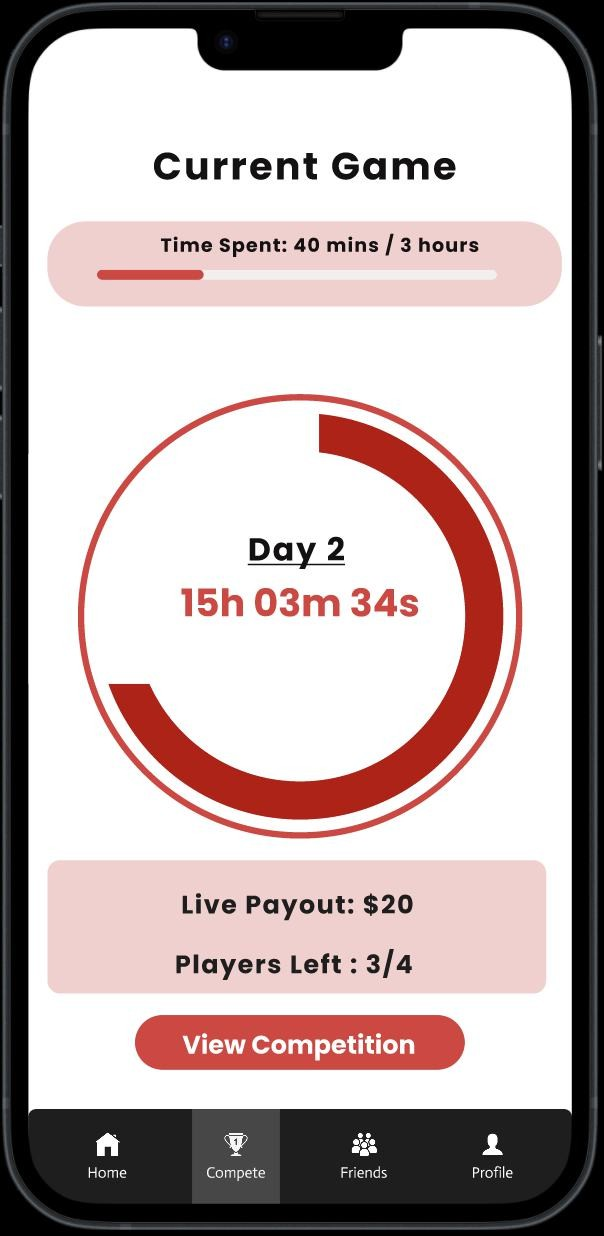 Current Game
Time Spent: 40 mins / 3 hours
Day 2
15h 03m 34s
Live Payout: $20
Players Left : 3/4
View Competition
1
Home Compete Friends Profile